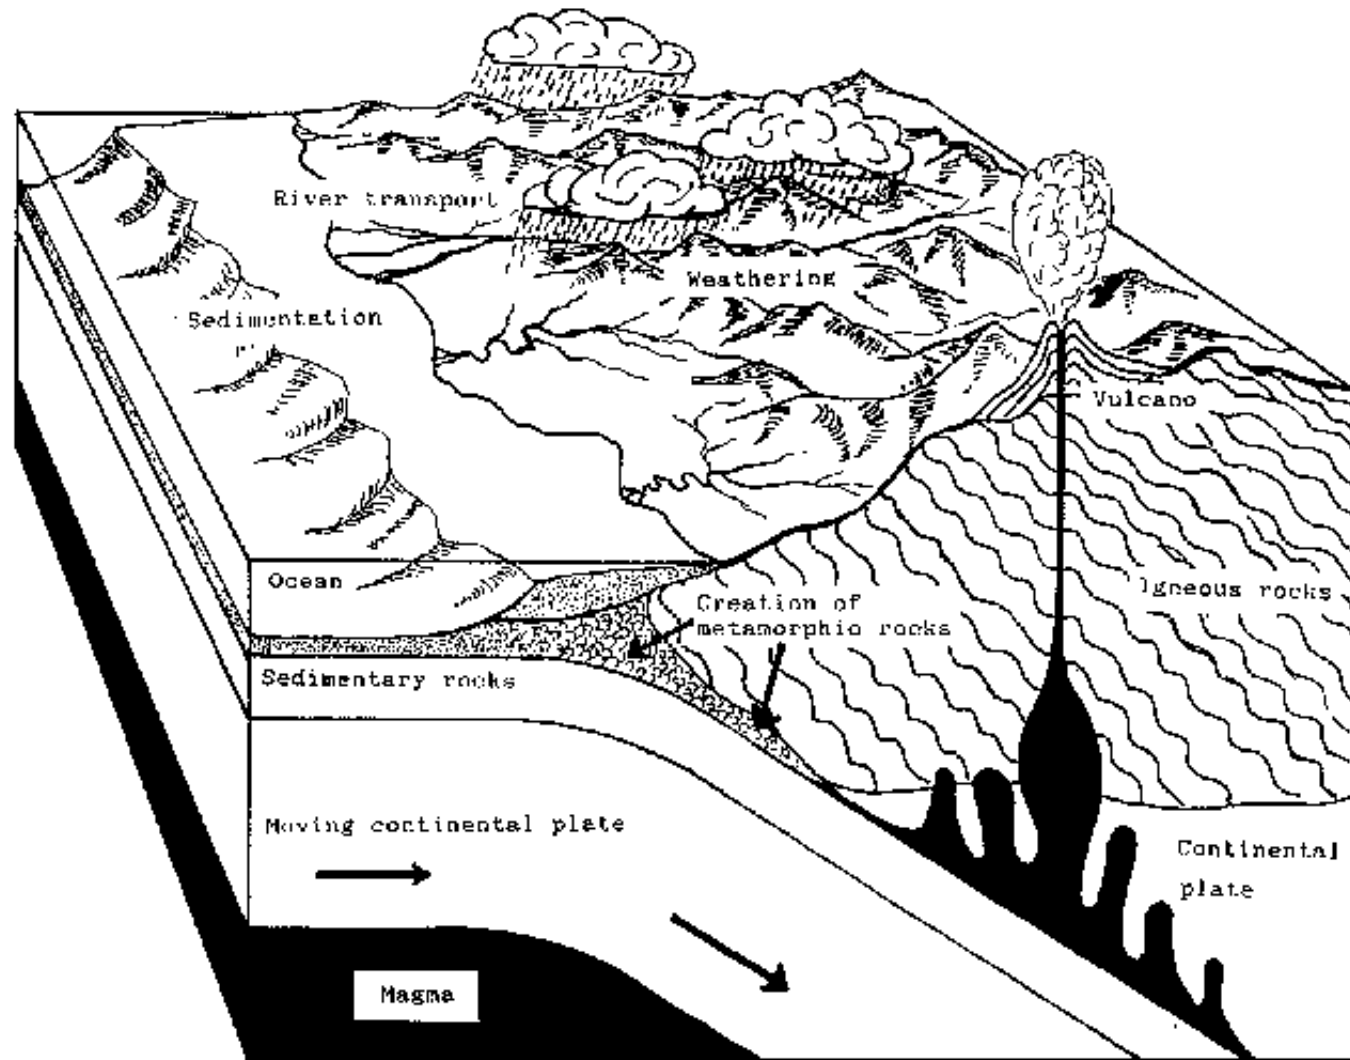 River transport
Weathering
Sedimentation
Vulcano
Ocean
Igneous rocks
Creation of
metamorphic rocks
Sedimentary rocks
Moving continental plate
Continental
plate
Magma